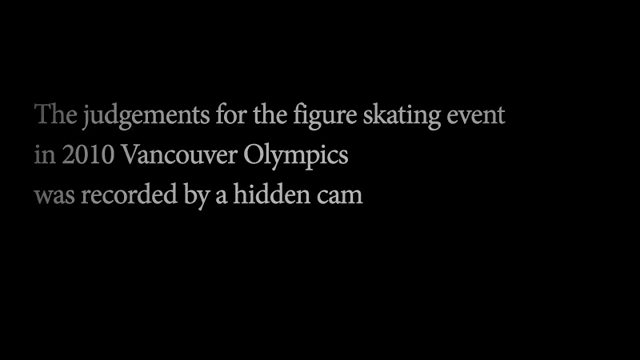 The judgements for the figure skating event
in 2010 Vancouver Olympics
was recorded by a hidden cam